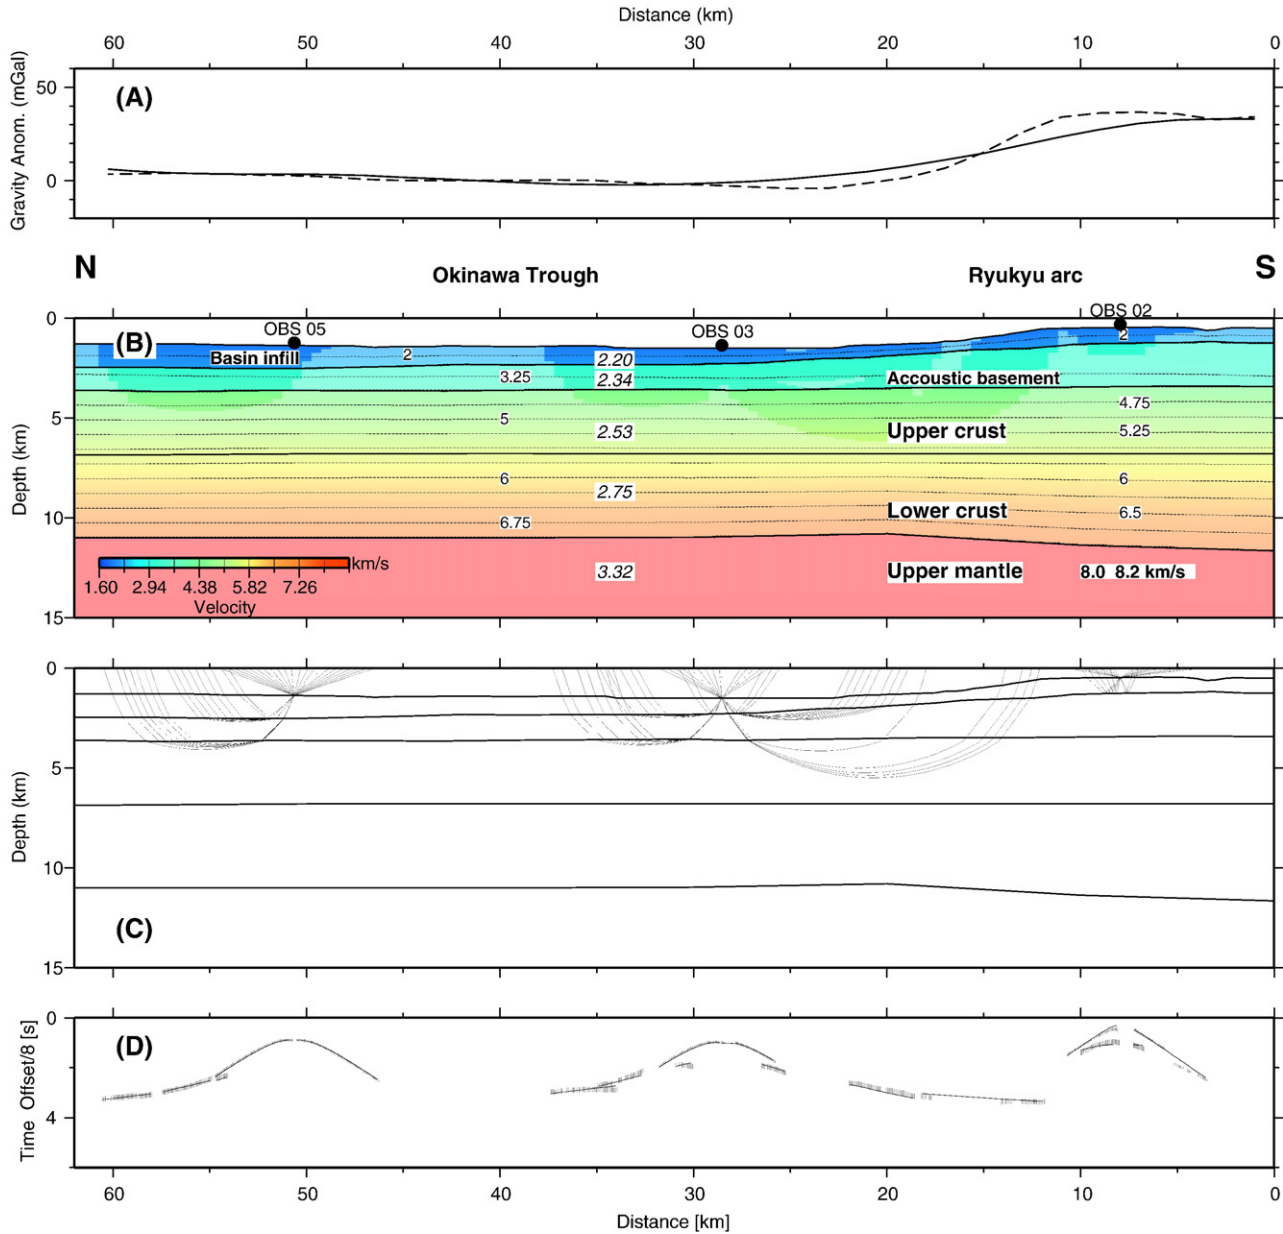 Distance (km)
60 50 40 30 20 10 0
Gravity Anom. (mGal)
50
0
(A)
N Okinawa Trough Ryukyu arc S
Depth (km)
0
5
10
15
(B)
OBS 05
OBS 03
OBS 02
Basin infill
2
2.20
2
3.25
2.34
Accoustic basement
4.75
5
2.53
Upper crust
5.25
6
2.75
6
Lower crust
6.5
6.75
km/s
1.60 2.94 4.38 5.82 7.26
Velocity
3.32
Upper mantle
8.0 8.2 km/s
Depth (km)
0
5
10
15
(C)
Time Offset/8 [s]
0
4
(D)
60 50 40 30 20 10 0
Distance [km]